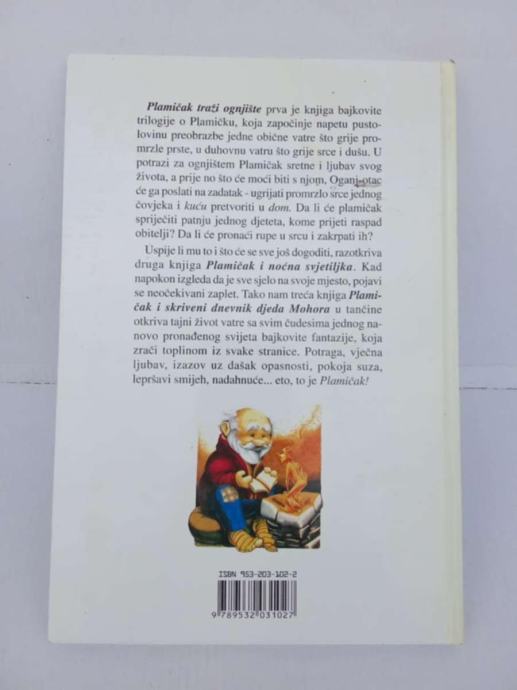 Plamičak traži ognjište prva je knjiga bajkovite
trilogije o Plamičku, koja započinje napetu pusto-
lovinu preobrazbe jedne obične vatre što grije pro-
mrzle prste, u duhovnu vatru što grije srce i dušu. U
potrazi za ognjištem Plamičak sretne i ljubav svog
života, a prije no što će moći biti s njom, Oganj-otac
će ga poslati na zadatak - ugrijati promrzlo srce jednog
čovjeka i kuću pretvoriti u dom. Da li će plamičak
spriječiti patnju jednog djeteta, kome prijeti raspad
obitelji? Da li će pronaći rupe u srcu i zakrpati ih?
Uspije li mu to i što će se sve još dogoditi, razotkriva
druga knjiga Plamičak i noćna svjetiljka. Kad
napokon izgleda da je sve sjelo na svoje mjesto, pojavi
se neočekivani zaplet. Tako nam treća knjiga Plami-
čak i skriveni dnevnik djeda Mohora u tančine
otkriva tajni život vatre sa svim čudesima jednog na-
novo pronađenog svijeta bajkovite fantazije, koja
zrači toplinom iz svake stranice. Potraga, vječna
ljubav, izazov uz dašak opasnosti, pokoja suza,
lepršavi smijeh, nadahnuće... eto, to je Plamičak!
ISBN 953-203-102-2
9 789532 031027